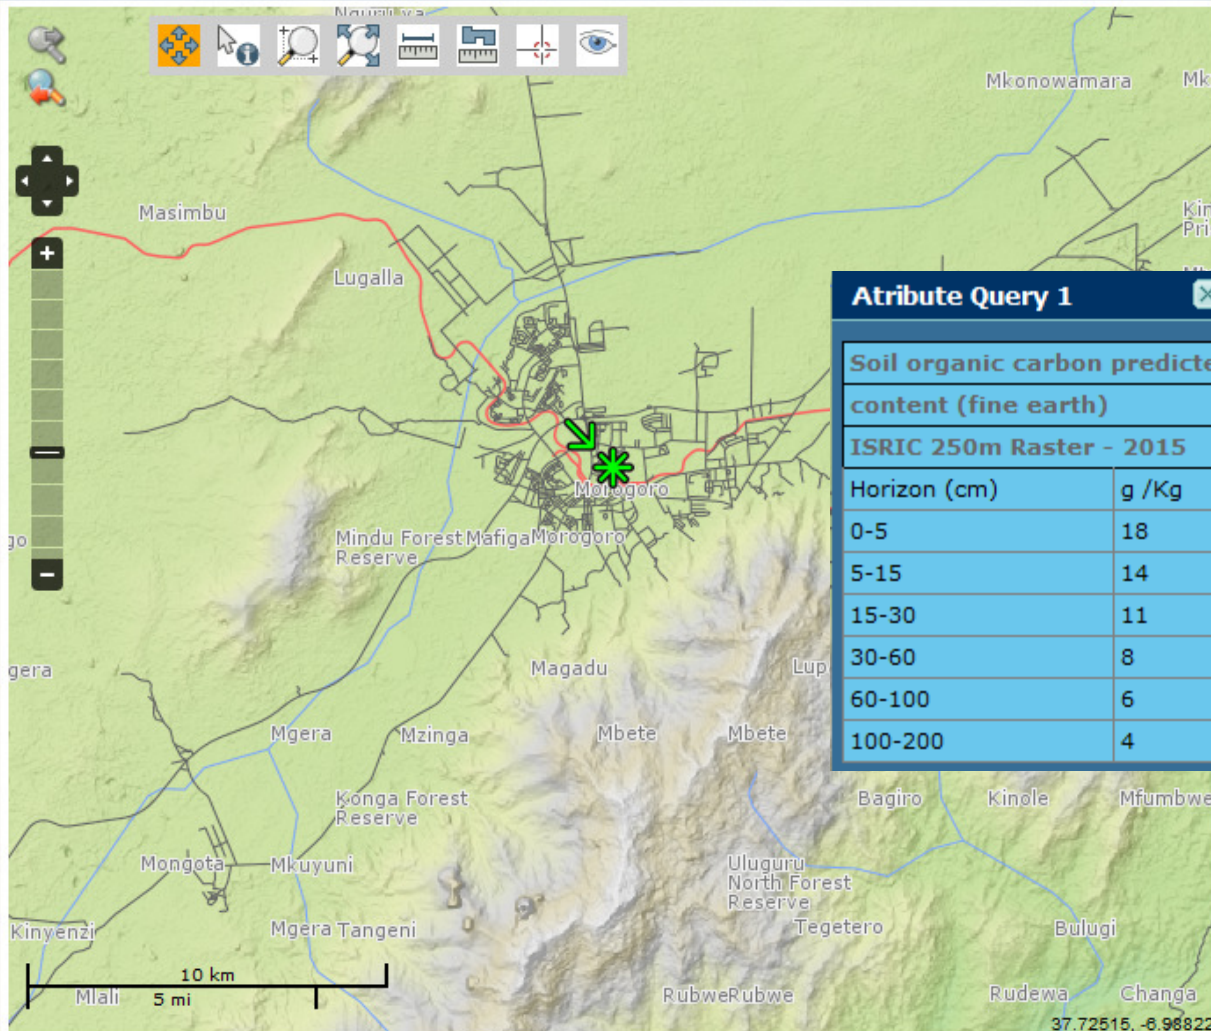 Nguru ya
Mkonowamara
Mk
Masimbu
Kin
Pri
Lugalla
Atribute Query 1
Soil organic carbon predicte
content (fine earth)
ISRIC 250m Raster - 2015
Horizon (cm) g /Kg
0-5 18
5-15 14
15-30 11
30-60 8
60-100 6
100-200 4
Morogoro
go
Mindu Forest
Reserve
Mafiga
Morogoro
gera
Magadu
Lup
Mgera
Mzinga
Mbete
Mbete
Konga Forest
Reserve
Bagiro
Kinole
Mfumbwe
Mongota
Mkuyuni
Uluguru
North Forest
Reserve
Kinyenzi
Mgera
Tangeni
Tegetero
Bulugi
10 km
5 mi
Mlali
Rubwe
Rubwe
Rudewa
Changa
37.72515, -6.98822